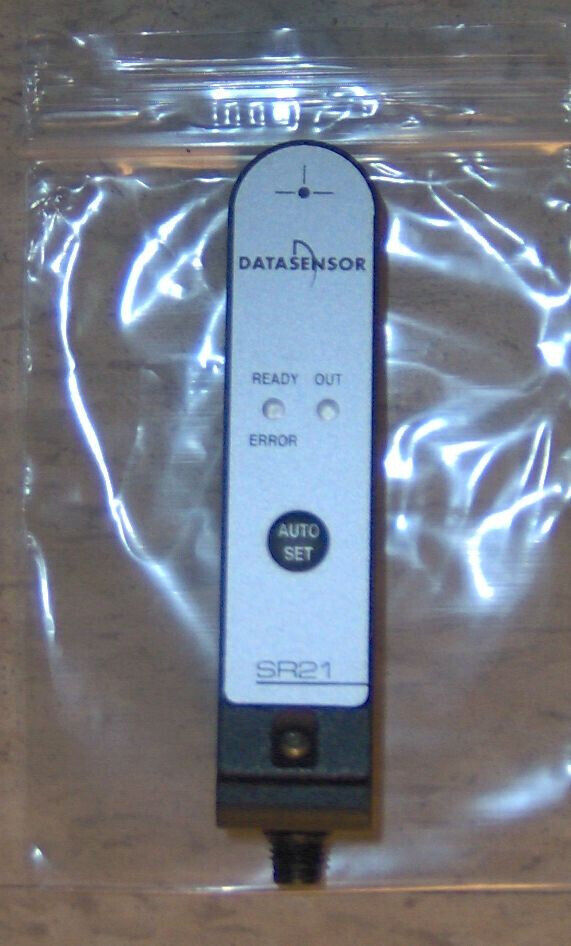 DATASENSOR
READY OUT
ERROR
AUTO
SET
SR21